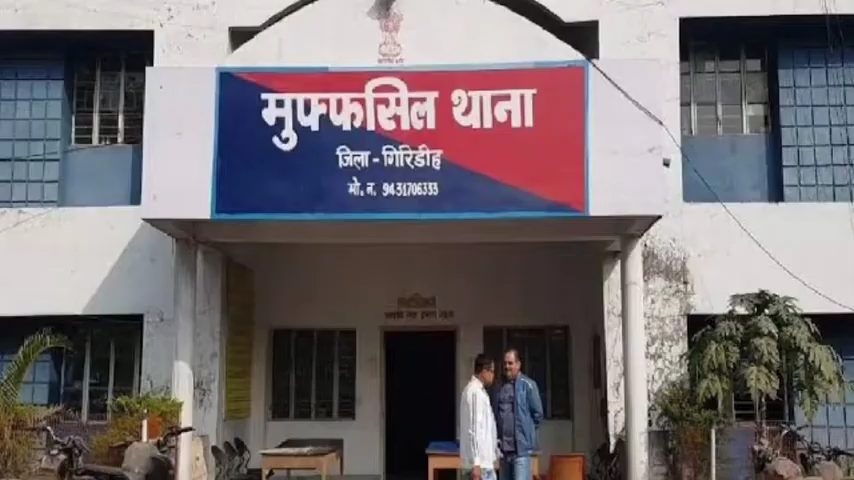 मुफ्फसिल थाना
जिला - गिरिडीह
मो. न. 9431706333